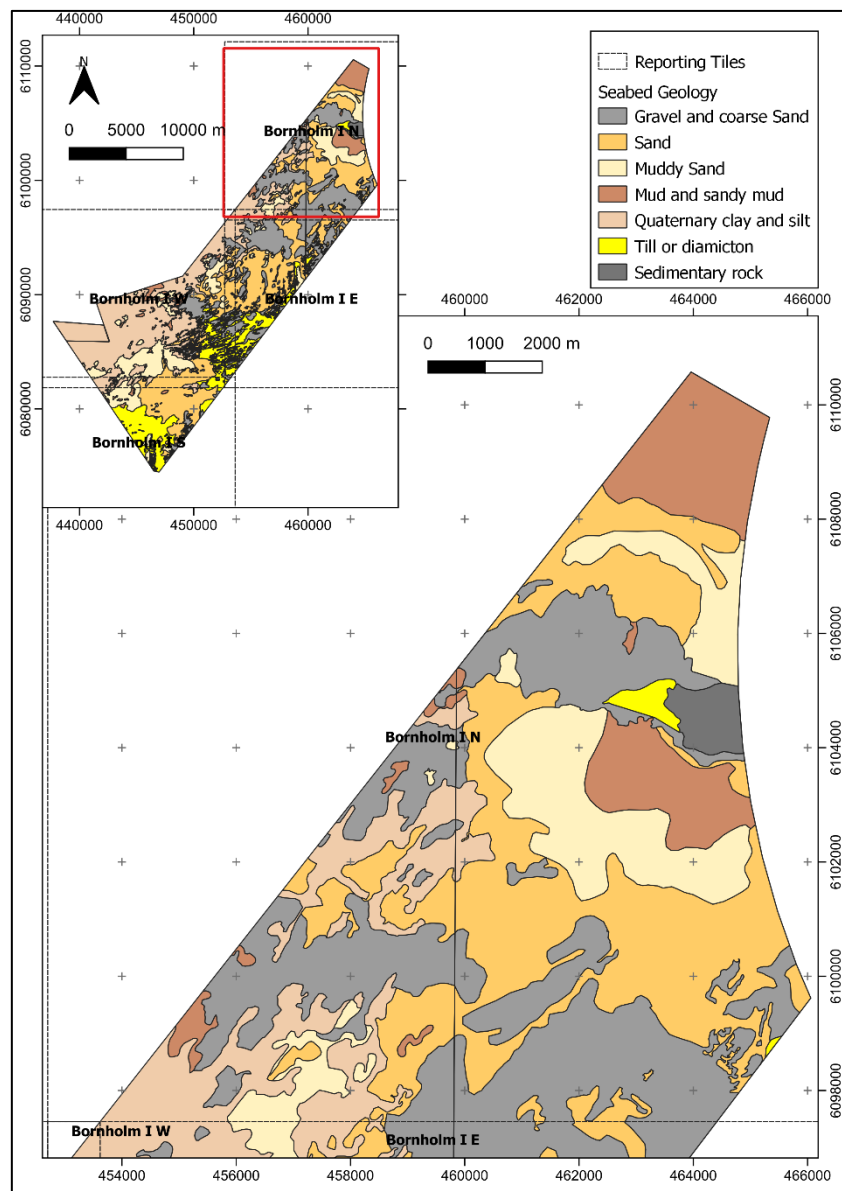 440000 450000 460000
6110000
6100000
6090000
6080000
N
0 5000 10000 m
Bornholm I N
Bornholm I W
Bornholm I E
Bornholm I S
440000 450000 460000
Reporting Tiles
Seabed Geology
Gravel and coarse Sand
Sand
Muddy Sand
Mud and sandy mud
Quaternary clay and silt
Till or diamicton
Sedimentary rock
460000 462000 464000 466000
0 1000 2000 m
6110000
6108000
6106000
6104000
6102000
6100000
6098000
Bornholm I N
Bornholm I W
Bornholm I E
454000 456000 458000 460000 462000 464000 466000